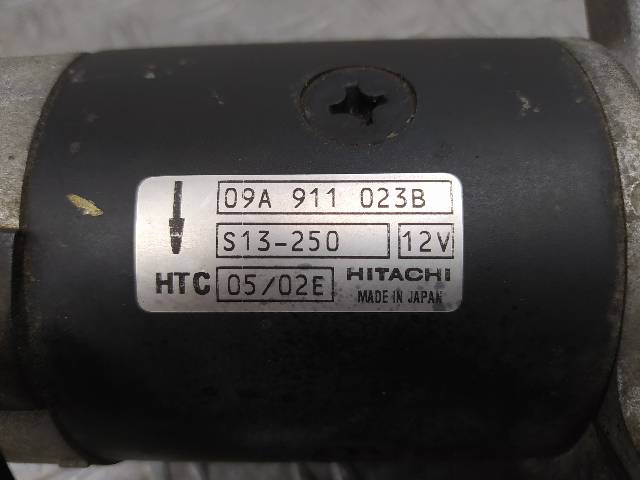 09A 911 023B
S13-250 12V
HTC 05/02E HITACHI
MADE IN JAPAN